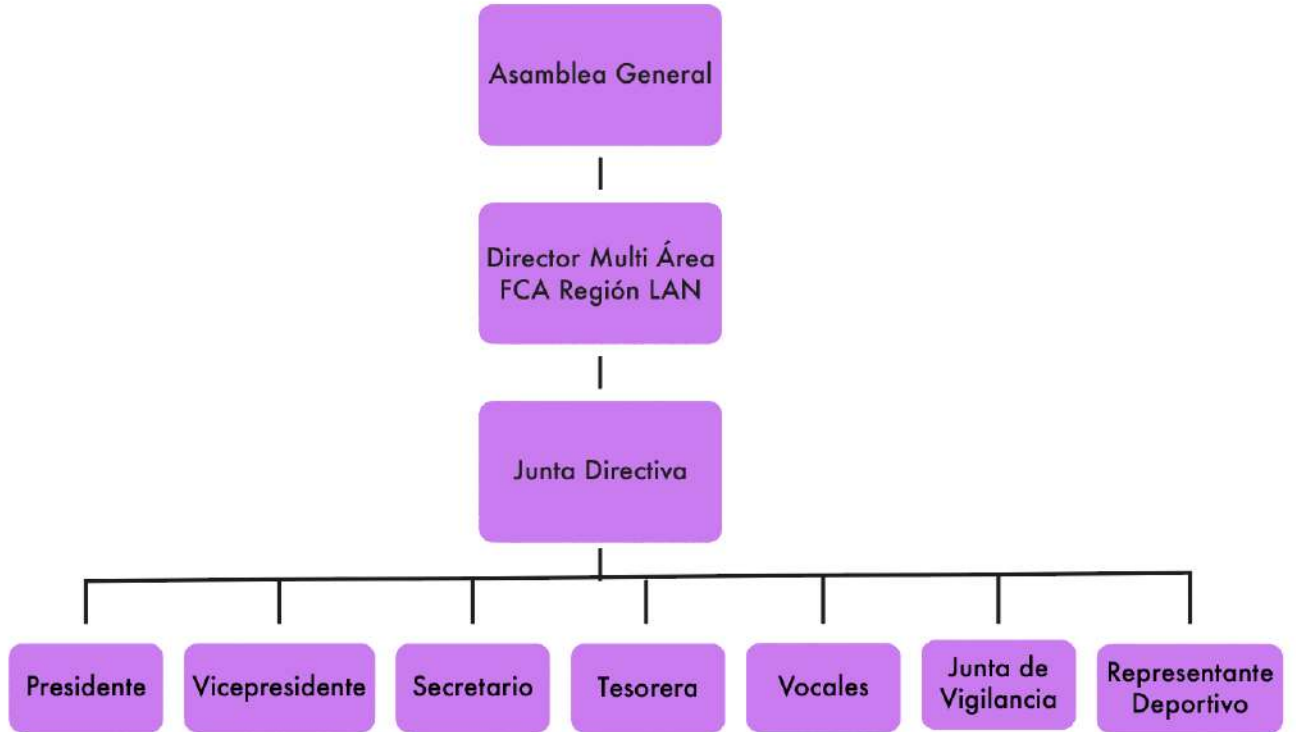 Asamblea General
Director Multi Área
FCA Región LAN
Junta Directiva
Presidente
Vicepresidente
Secretario
Tesorera
Vocales
Junta de
Vigilancia
Representante
Deportivo